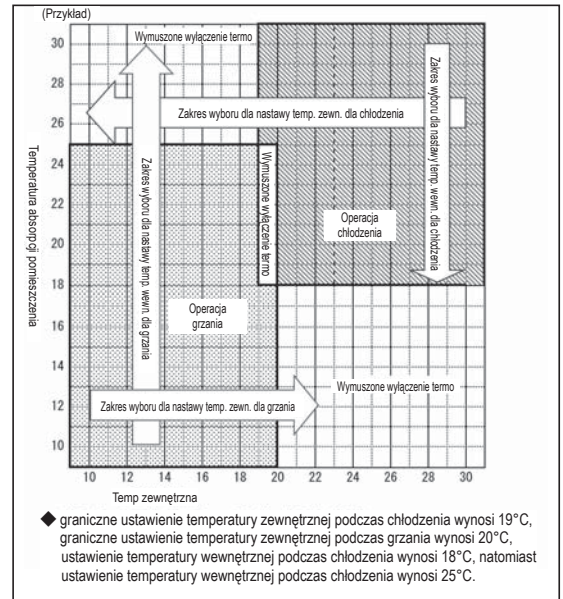 (Przykład)
Wymuszone wyłączenie termo
Zakres wyboru dla nastawy temp. zewn. dla chłodzenia
Zakres wyboru dla nastawy temp. wewn. dla chłodzenia
Zakres wyboru dla nastawy temp. wewn. dla grzania
Wymuszone wyłączenie termo
Operacja
chłodzenia
Operacja
grzania
Wymuszone wyłączenie termo
Zakres wyboru dla nastawy temp. zewn. dla grzania
Temperatura absorpcji pomieszczenia
30
28
26
24
22
20
18
16
14
12
10
10 12 14 16 18 20 22 24 26 28 30
Temp zewnętrzna
◆ graniczne ustawienie temperatury zewnętrznej podczas chłodzenia wynosi 19°C,
graniczne ustawienie temperatury zewnętrznej podczas grzania wynosi 20°C,
ustawienie temperatury wewnętrznej podczas chłodzenia wynosi 18°C, natomiast
ustawienie temperatury wewnętrznej podczas chłodzenia wynosi 25°C.